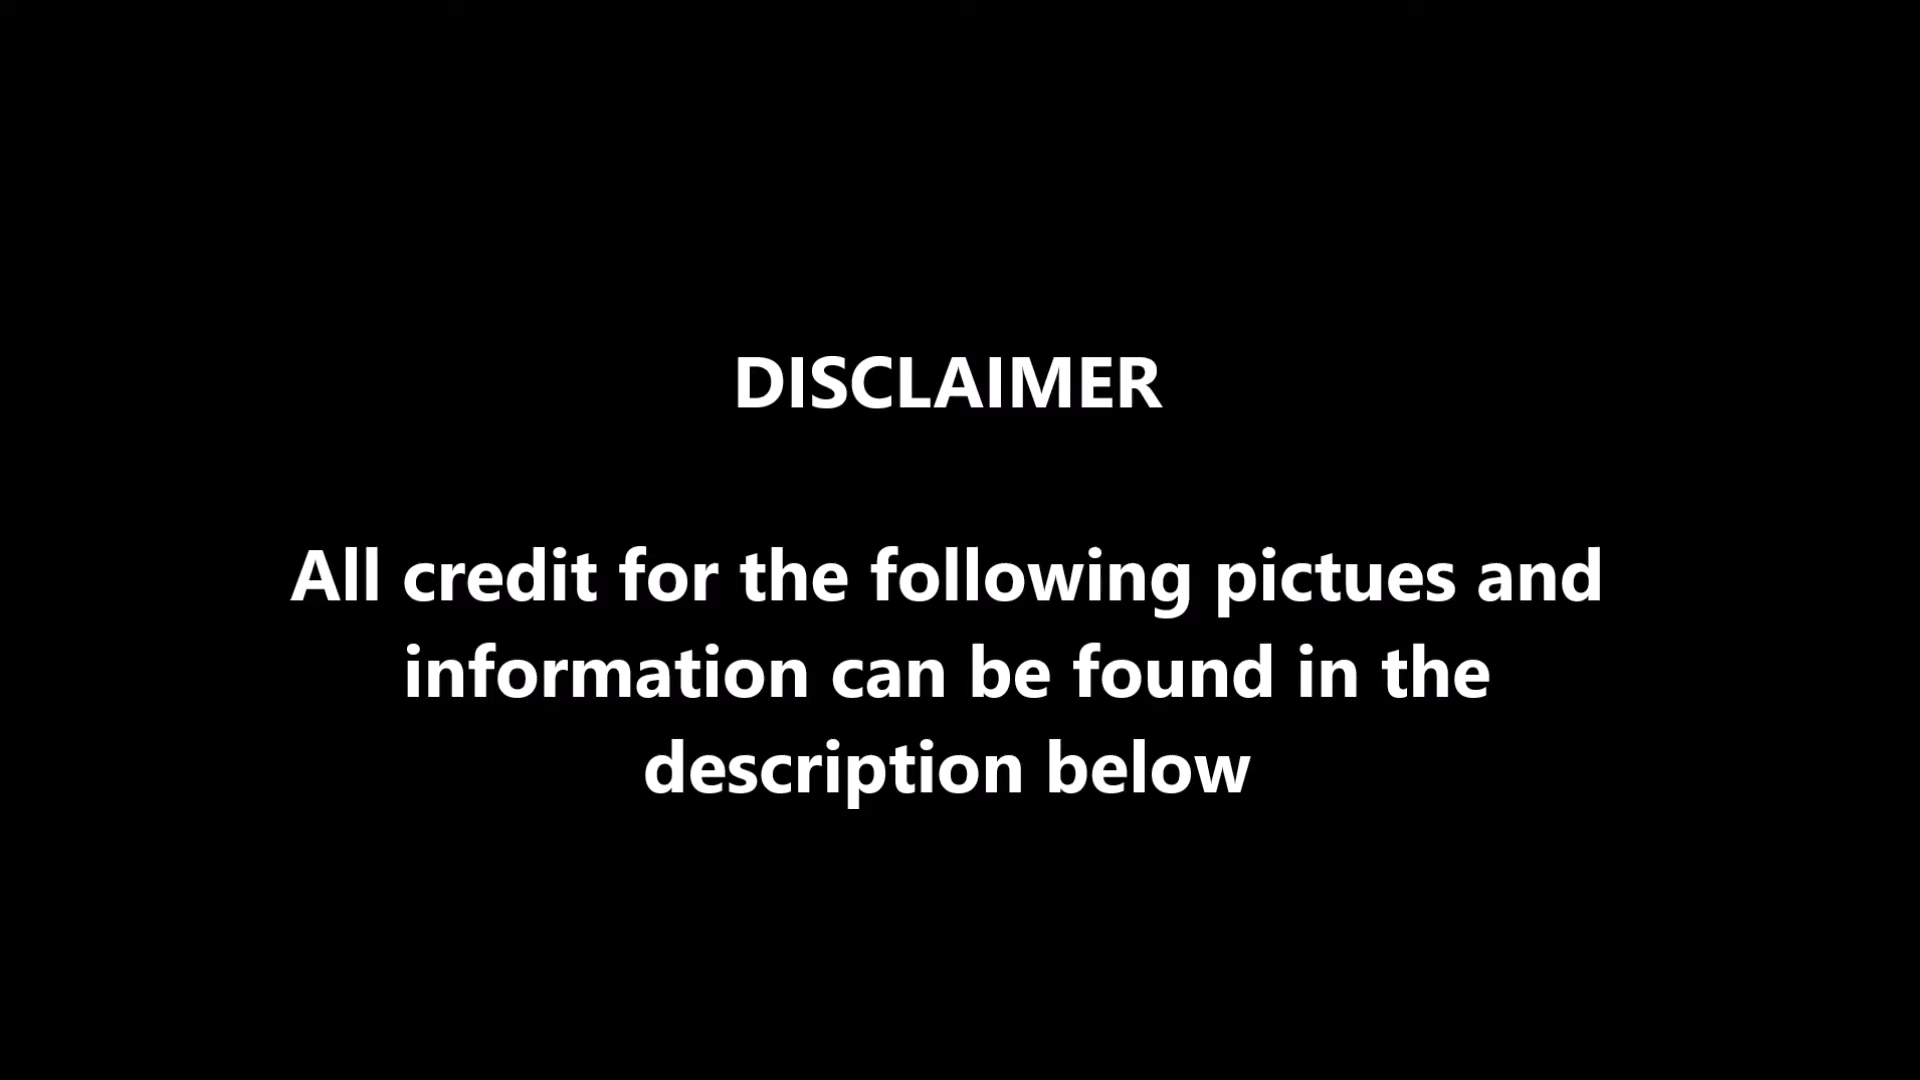 DISCLAIMER
All credit for the following pictues and
information can be found in the
description below